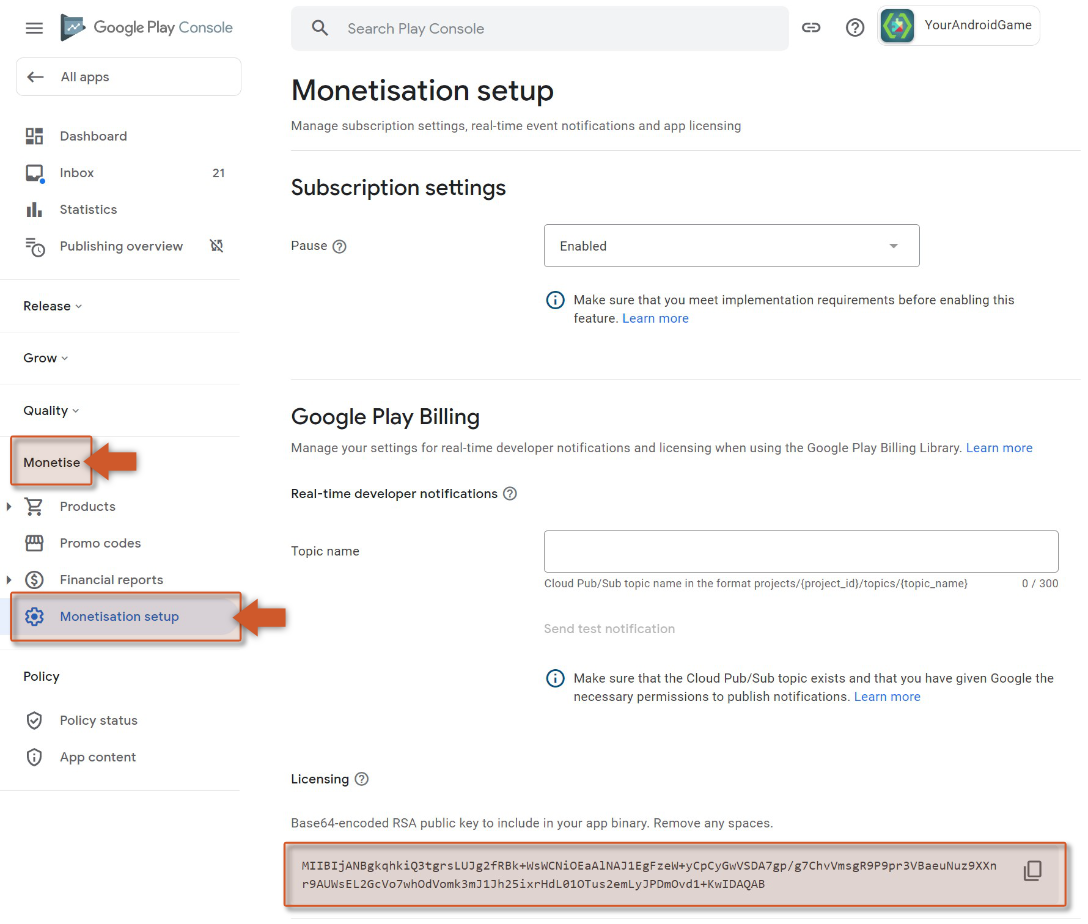 Google Play Console
Search Play Console
YourAndroidGame
All apps
Dashboard
Inbox 21
Statistics
Publishing overview
Release
Grow
Quality
Monetise
Products
Promo codes
Financial reports
Monetisation setup
Policy
Policy status
App content
Monetisation setup
Manage subscription settings, real-time event notifications and app licensing
Subscription settings
Pause
Enabled
Make sure that you meet implementation requirements before enabling this
feature. Learn more
Google Play Billing
Manage your settings for real-time developer notifications and licensing when using the Google Play Billing Library. Learn more
Real-time developer notifications
Topic name
Cloud Pub/Sub topic name in the format projects/{project_id}/topics/{topic_name} 0 / 300
Send test notification
Make sure that the Cloud Pub/Sub topic exists and that you have given Google the
necessary permissions to publish notifications. Learn more
Licensing
Base64-encoded RSA public key to include in your app binary. Remove any spaces.
MIIBIjANBgkqhkiQ3tgrsLUJg2fRBk+WsWCNiOEaAlNAJ1EgFzeW+yCpCyGwVSDA7gp/g7ChvVmsgR9P9pr3VBaeuNuz9XXn
r9AUWsEL2GcVo7whOdVomk3mJ1Jh25ixrHdL01OTus2emLyJPDmOvd1+KwIDAQAB